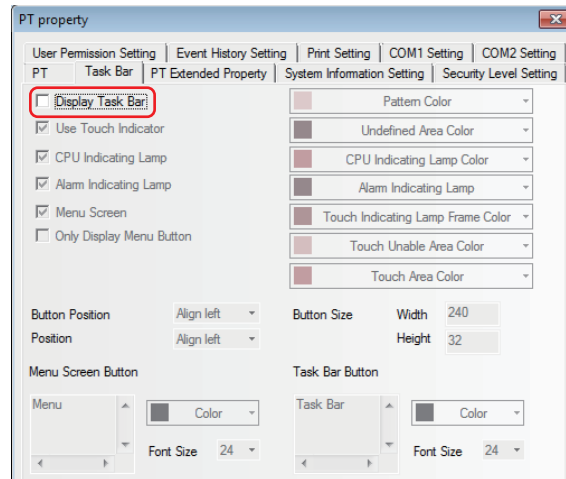 PT property
User Permission Setting Event History Setting Print Setting COM1 Setting COM2 Setting
PT Task Bar PT Extended Property System Information Setting Security Level Setting
Display Task Bar Pattern Color
Use Touch Indicator Undefined Area Color
CPU Indicating Lamp CPU Indicating Lamp Color
Alarm Indicating Lamp Alarm Indicating Lamp
Menu Screen Touch Indicating Lamp Frame Color
Only Display Menu Button Touch Unable Area Color
Touch Area Color
Button Position Align left Button Size Width 240
Position Align left Height 32
Menu Screen Button Task Bar Button
Menu Color Task Bar Color
Font Size 24 Font Size 24